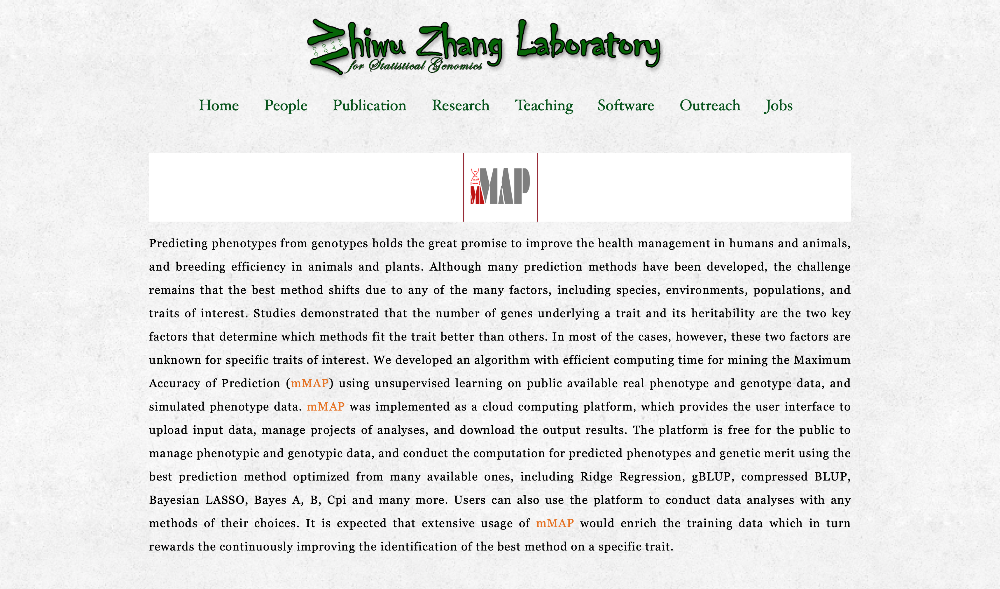 Zhiwu Zhang Laboratory
for Statistical Genomics
Home People Publication Research Teaching Software Outreach Jobs
mMAP
Predicting phenotypes from genotypes holds the great promise to improve the health management in humans and animals,
and breeding efficiency in animals and plants. Although many prediction methods have been developed, the challenge
remains that the best method shifts due to any of the many factors, including species, environments, populations, and
traits of interest. Studies demonstrated that the number of genes underlying a trait and its heritability are the two key
factors that determine which methods fit the trait better than others. In most of the cases, however, these two factors are
unknown for specific traits of interest. We developed an algorithm with efficient computing time for mining the Maximum
Accuracy of Prediction (mMAP) using unsupervised learning on public available real phenotype and genotype data, and
simulated phenotype data. mMAP was implemented as a cloud computing platform, which provides the user interface to
upload input data, manage projects of analyses, and download the output results. The platform is free for the public to
manage phenotypic and genotypic data, and conduct the computation for predicted phenotypes and genetic merit using the
best prediction method optimized from many available ones, including Ridge Regression, gBLUP, compressed BLUP,
Bayesian LASSO, Bayes A, B, Cpi and many more. Users can also use the platform to conduct data analyses with any
methods of their choices. It is expected that extensive usage of mMAP would enrich the training data which in turn
rewards the continuously improving the identification of the best method on a specific trait.